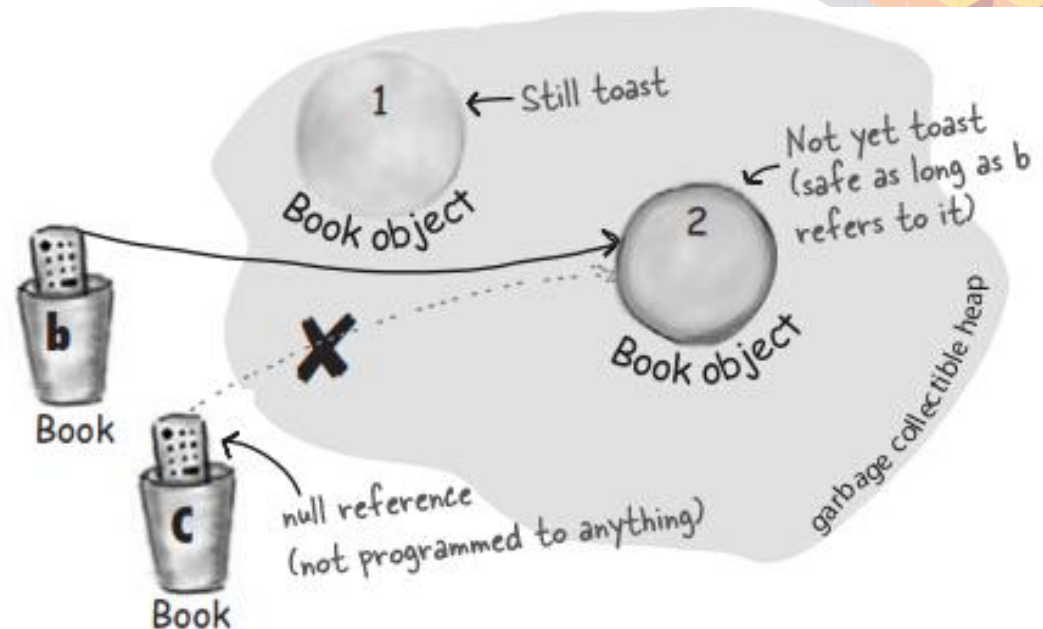 1
Still toast
Book object
Not yet toast
(safe as long as b
refers to it)
2
Book object
b
Book
c
Book
null reference
(not programmed to anything)
garbage collectible heap